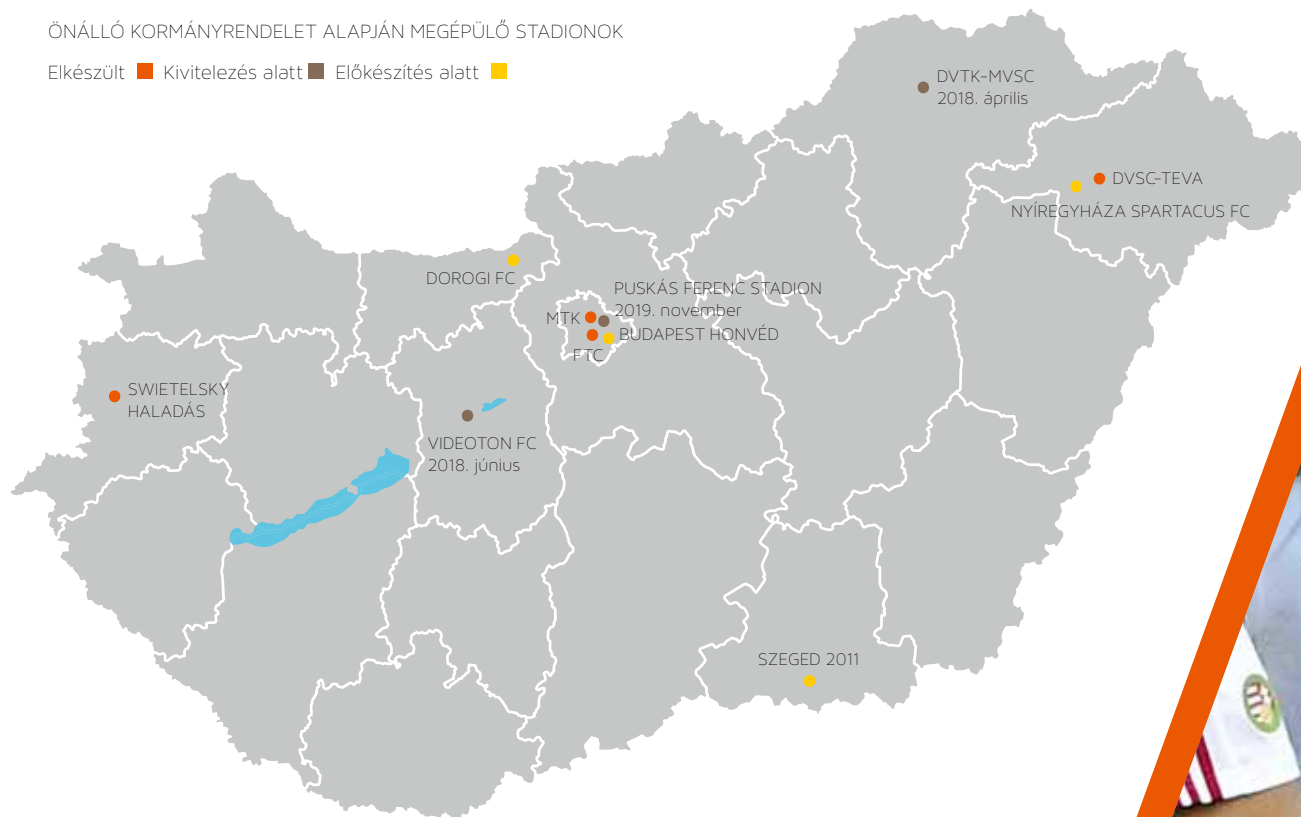 ÖNÁLLÓ KORMÁNYRENDELET ALAPJÁN MEGÉPÜLŐ STADIONOK
Elkészült Kivitelezés alatt Előkészítés alatt
DVTK-MVSC
2018. április
DVSC-TEVA
NYÍREGYHÁZA SPARTACUS FC
DOROGI FC
PUSKÁS FERENC STADION
2019. november
MTK
BUDAPEST HONVÉD
FTC
SWIETELSKY
HALADÁS
VIDEOTON FC
2018. június
SZEGED 2011